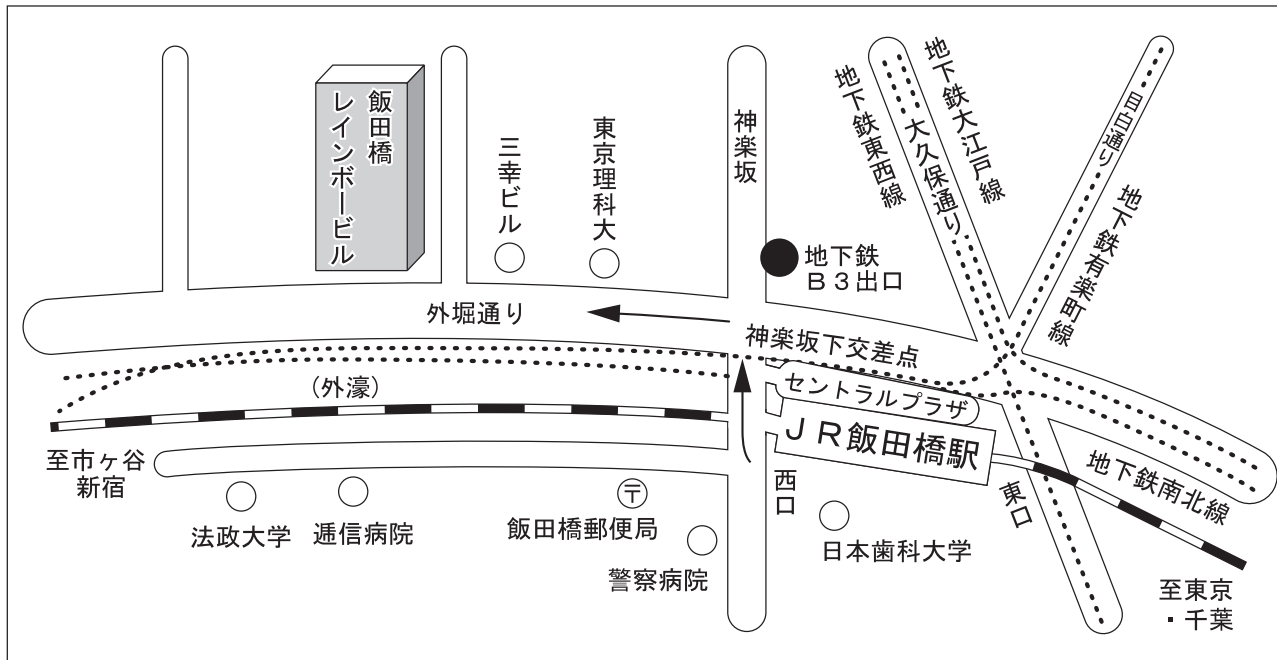 飯田橋
レインボービル
三幸ビル
東京理科大
神楽坂
地下鉄東西線
大久保通り
地下鉄大江戸線
目白通り
地下鉄有楽町線
地下鉄
B3出口
外堀通り
神楽坂下交差点
(外濠)
セントラルプラザ
JR飯田橋駅
至市ヶ谷
新宿
法政大学
逓信病院
〒
飯田橋郵便局
警察病院
西口
日本歯科大学
東口
地下鉄南北線
至東京
・千葉